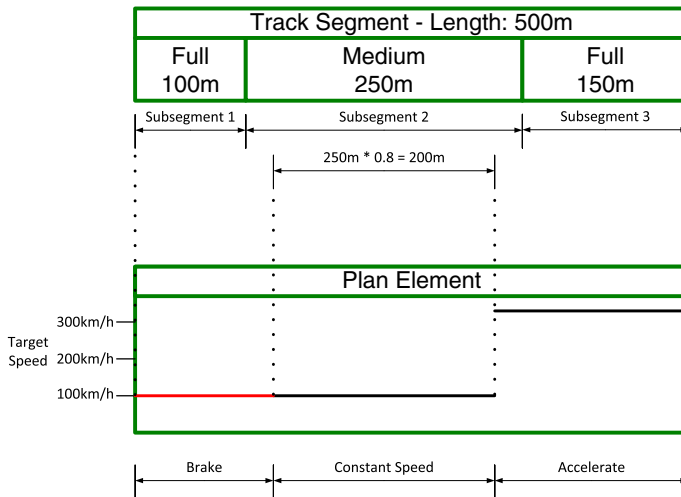 Track Segment - Length: 500m
Full
100m
Medium
250m
Full
150m
Subsegment 1
Subsegment 2
Subsegment 3
250m * 0.8 = 200m
Plan Element
Target
Speed
300km/h
200km/h
100km/h
Brake
Constant Speed
Accelerate